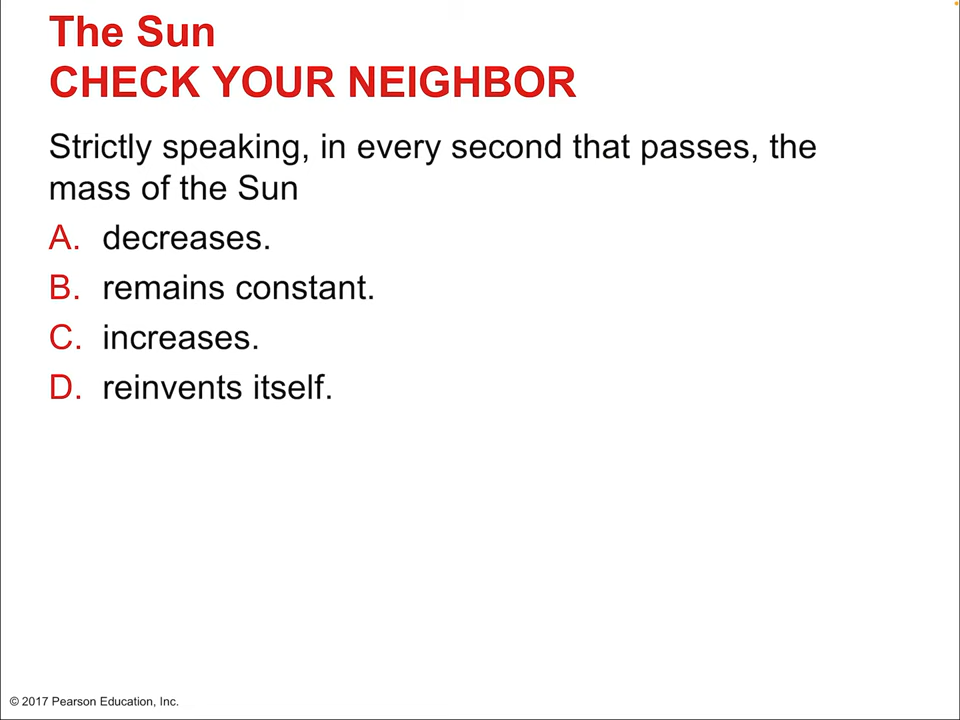 The Sun
CHECK YOUR NEIGHBOR
Strictly speaking, in every second that passes, the
mass of the Sun
A. decreases.
B. remains constant.
C. increases.
D. reinvents itself.
© 2017 Pearson Education, Inc.